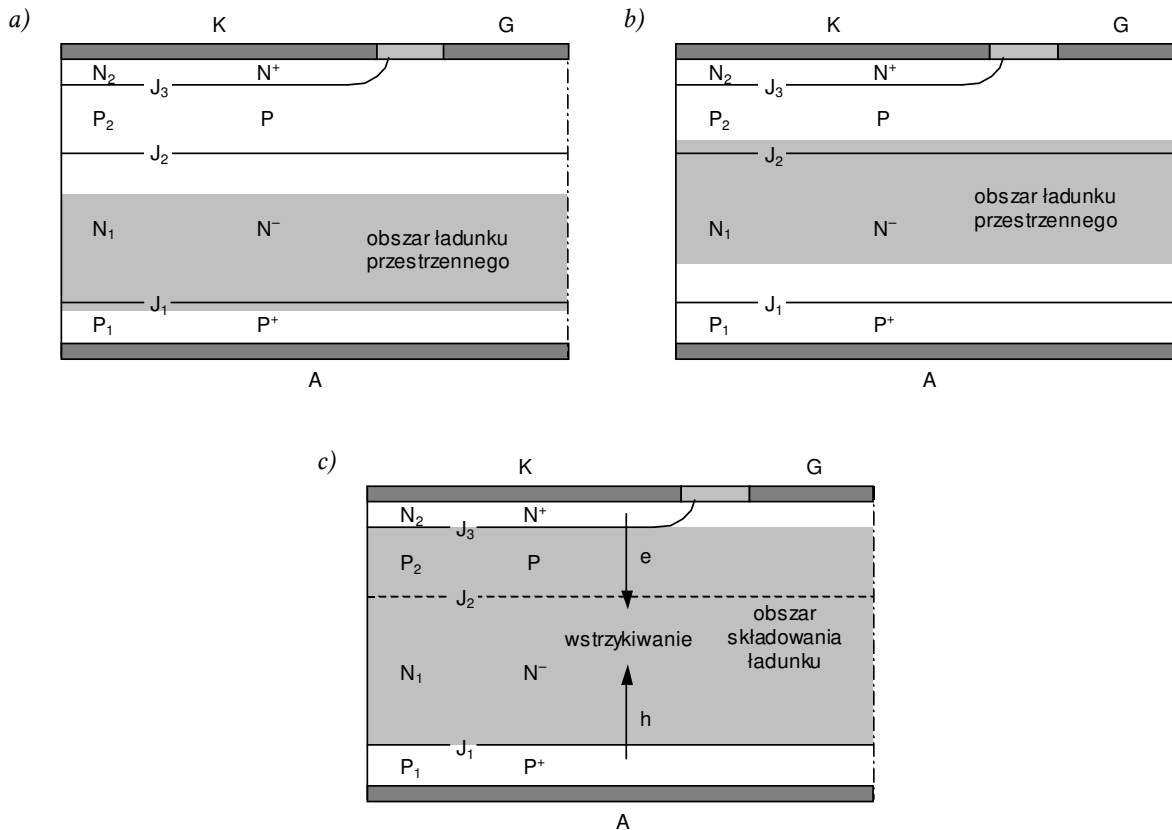 a)
K
G
N₂
N⁺
J₃
P₂
P
J₂
N₁
N⁻
obszar ładunku
przestrzennego
J₁
P₁
P⁺
A
b)
K
G
N₂
N⁺
J₃
P₂
P
J₂
obszar ładunku
przestrzennego
N₁
N⁻
J₁
P₁
P⁺
A
c)
K
G
N₂
N⁺
J₃
P₂
P
e
J₂
wstrzykiwanie
obszar
składowania
ładunku
N₁
N⁻
h
J₁
P₁
P⁺
A